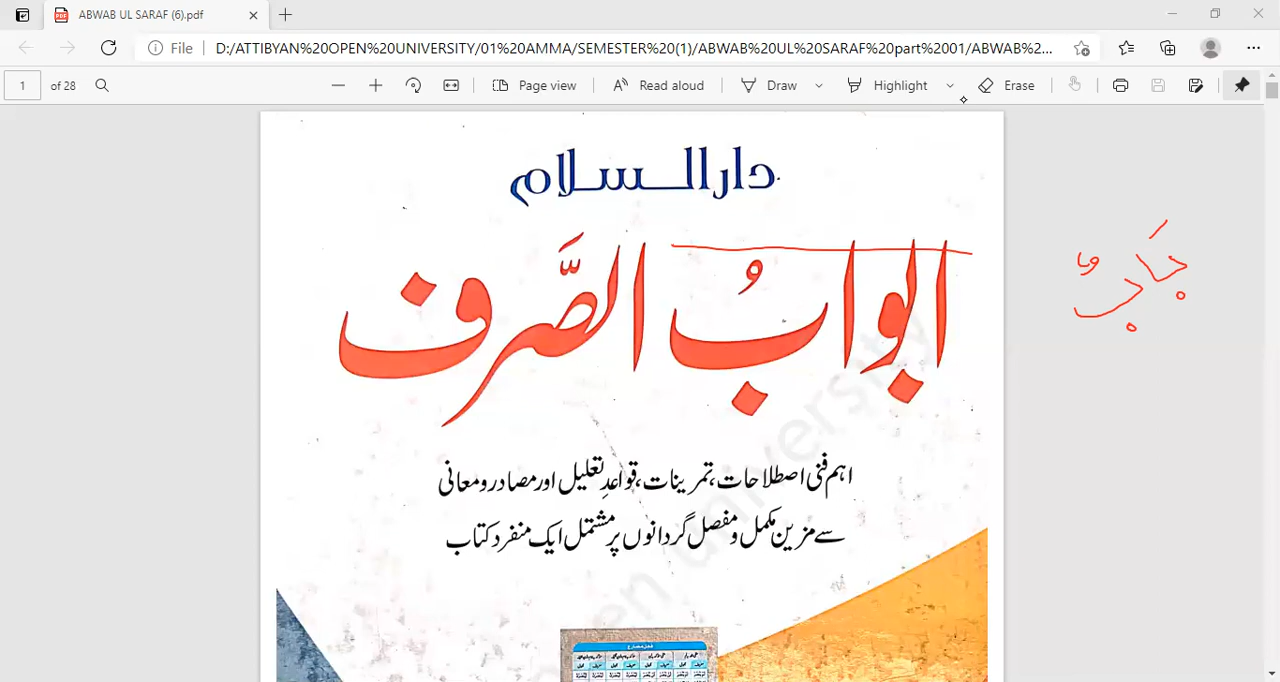 ABWAB UL SARAF (6).pdf
File
D:/ATTIBYAN%20OPEN%20UNIVERSITY/01%20AMMA/SEMESTER%20(1)/ABWAB%20UL%20SARAF%20part%2001/ABWAB%2...
1 of 28
Page view
Read aloud
Draw
Highlight
Erase
دارالسلام
ابوابُ الصَّرف
اہم فنی اصطلاحات، تمرینات، قواعدِ تعلیل اور مصادر و معانی
سے مزین مکمل و مفصل گردانوں پر مشتمل ایک منفرد کتاب
en university